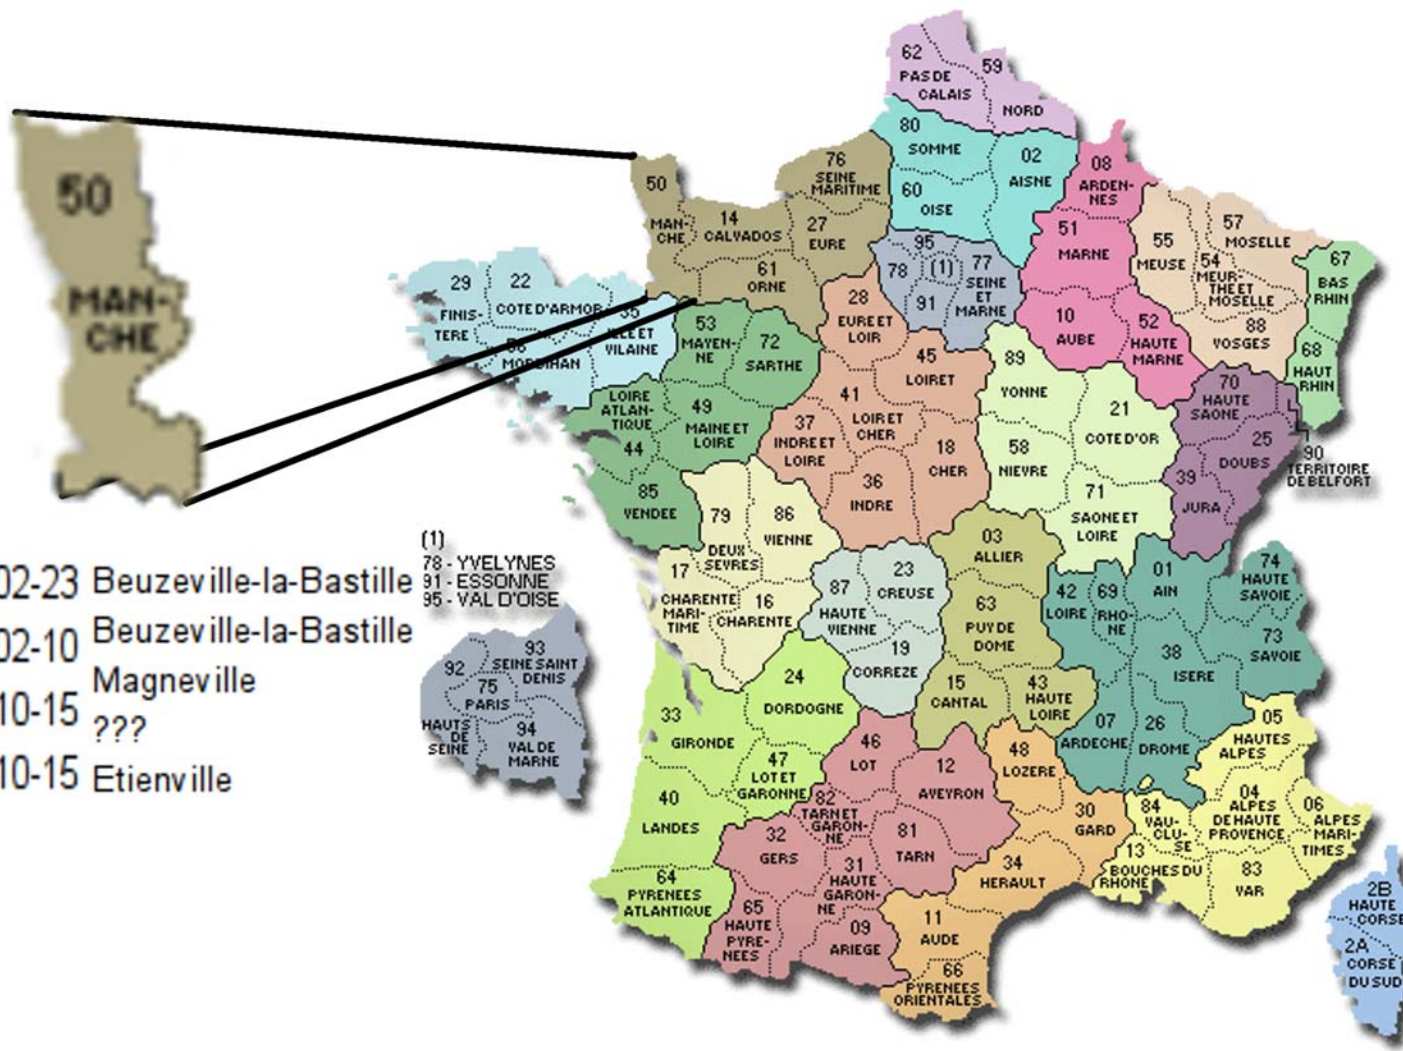 62
PAS DE
CALAIS
59
NORD
80
SOMME
02
AISNE
60
OISE
08
ARDEN-
NES
76
SEINE
MARITIME
50
MAN-
CHE
50
MAN-
CHE
14
CALVADOS
27
EURE
61
ORNE
95
78
(1)
77
SEINE
ET
MARNE
91
51
MARNE
10
AUBE
52
HAUTE
MARNE
55
MEUSE
54
MEUR-
THE ET
MOSELLE
57
MOSELLE
88
VOSGES
67
BAS
RHIN
68
HAUT
RHIN
29
FINIS-
TERE
22
COTE D'ARMOR
35
ILLE ET
VILAINE
56
MORBIHAN
53
MAYEN-
NE
72
SARTHE
LOIRE
ATLAN-
TIQUE
44
49
MAINE ET
LOIRE
85
VENDEE
28
EURE ET
LOIR
45
LOIRET
41
LOIR ET
CHER
37
INDRE ET
LOIRE
18
CHER
36
INDRE
89
YONNE
21
COTE D'OR
58
NIEVRE
71
SAONE ET
LOIRE
70
HAUTE
SAONE
25
DOUBS
39
JURA
90
TERRITOIRE
DE BELFORT
79
DEUX
SEVRES
86
VIENNE
17
CHARENTE
MARI-
TIME
16
CHARENTE
87
HAUTE
VIENNE
23
CREUSE
19
CORREZE
03
ALLIER
63
PUY DE
DOME
15
CANTAL
43
HAUTE
LOIRE
42
LOIRE
69
RHO-
NE
01
AIN
74
HAUTE
SAVOIE
73
SAVOIE
38
ISERE
07
ARDECHE
26
DROME
05
HAUTES
ALPES
04
ALPES
DE HAUTE
PROVENCE
06
ALPES
MARI-
TIMES
84
VAU-
CLU-
SE
13
BOUCHES DU
RHONE
83
VAR
24
DORDOGNE
33
GIRONDE
47
LOT ET
GARONNE
40
LANDES
64
PYRENEES
ATLANTIQUE
46
LOT
12
AVEYRON
82
TARN ET
GARON-
NE
81
TARN
32
GERS
31
HAUTE
GARON-
NE
65
HAUTE
PYRE-
NEES
09
ARIEGE
48
LOZERE
30
GARD
34
HERAULT
11
AUDE
66
PYRENEES
ORIENTALES
2B
HAUTE
CORSE
2A
CORSE
DU SUD
(1)
78 - YVELYNES
91 - ESSONNE
95 - VAL D'OISE
92
HAUTS
DE
SEINE
93
SEINE SAINT
DENIS
75
PARIS
94
VAL DE
MARNE
02-23 Beuzeville-la-Bastille
02-10 Beuzeville-la-Bastille
Magneville
10-15 ???
10-15 Etienville